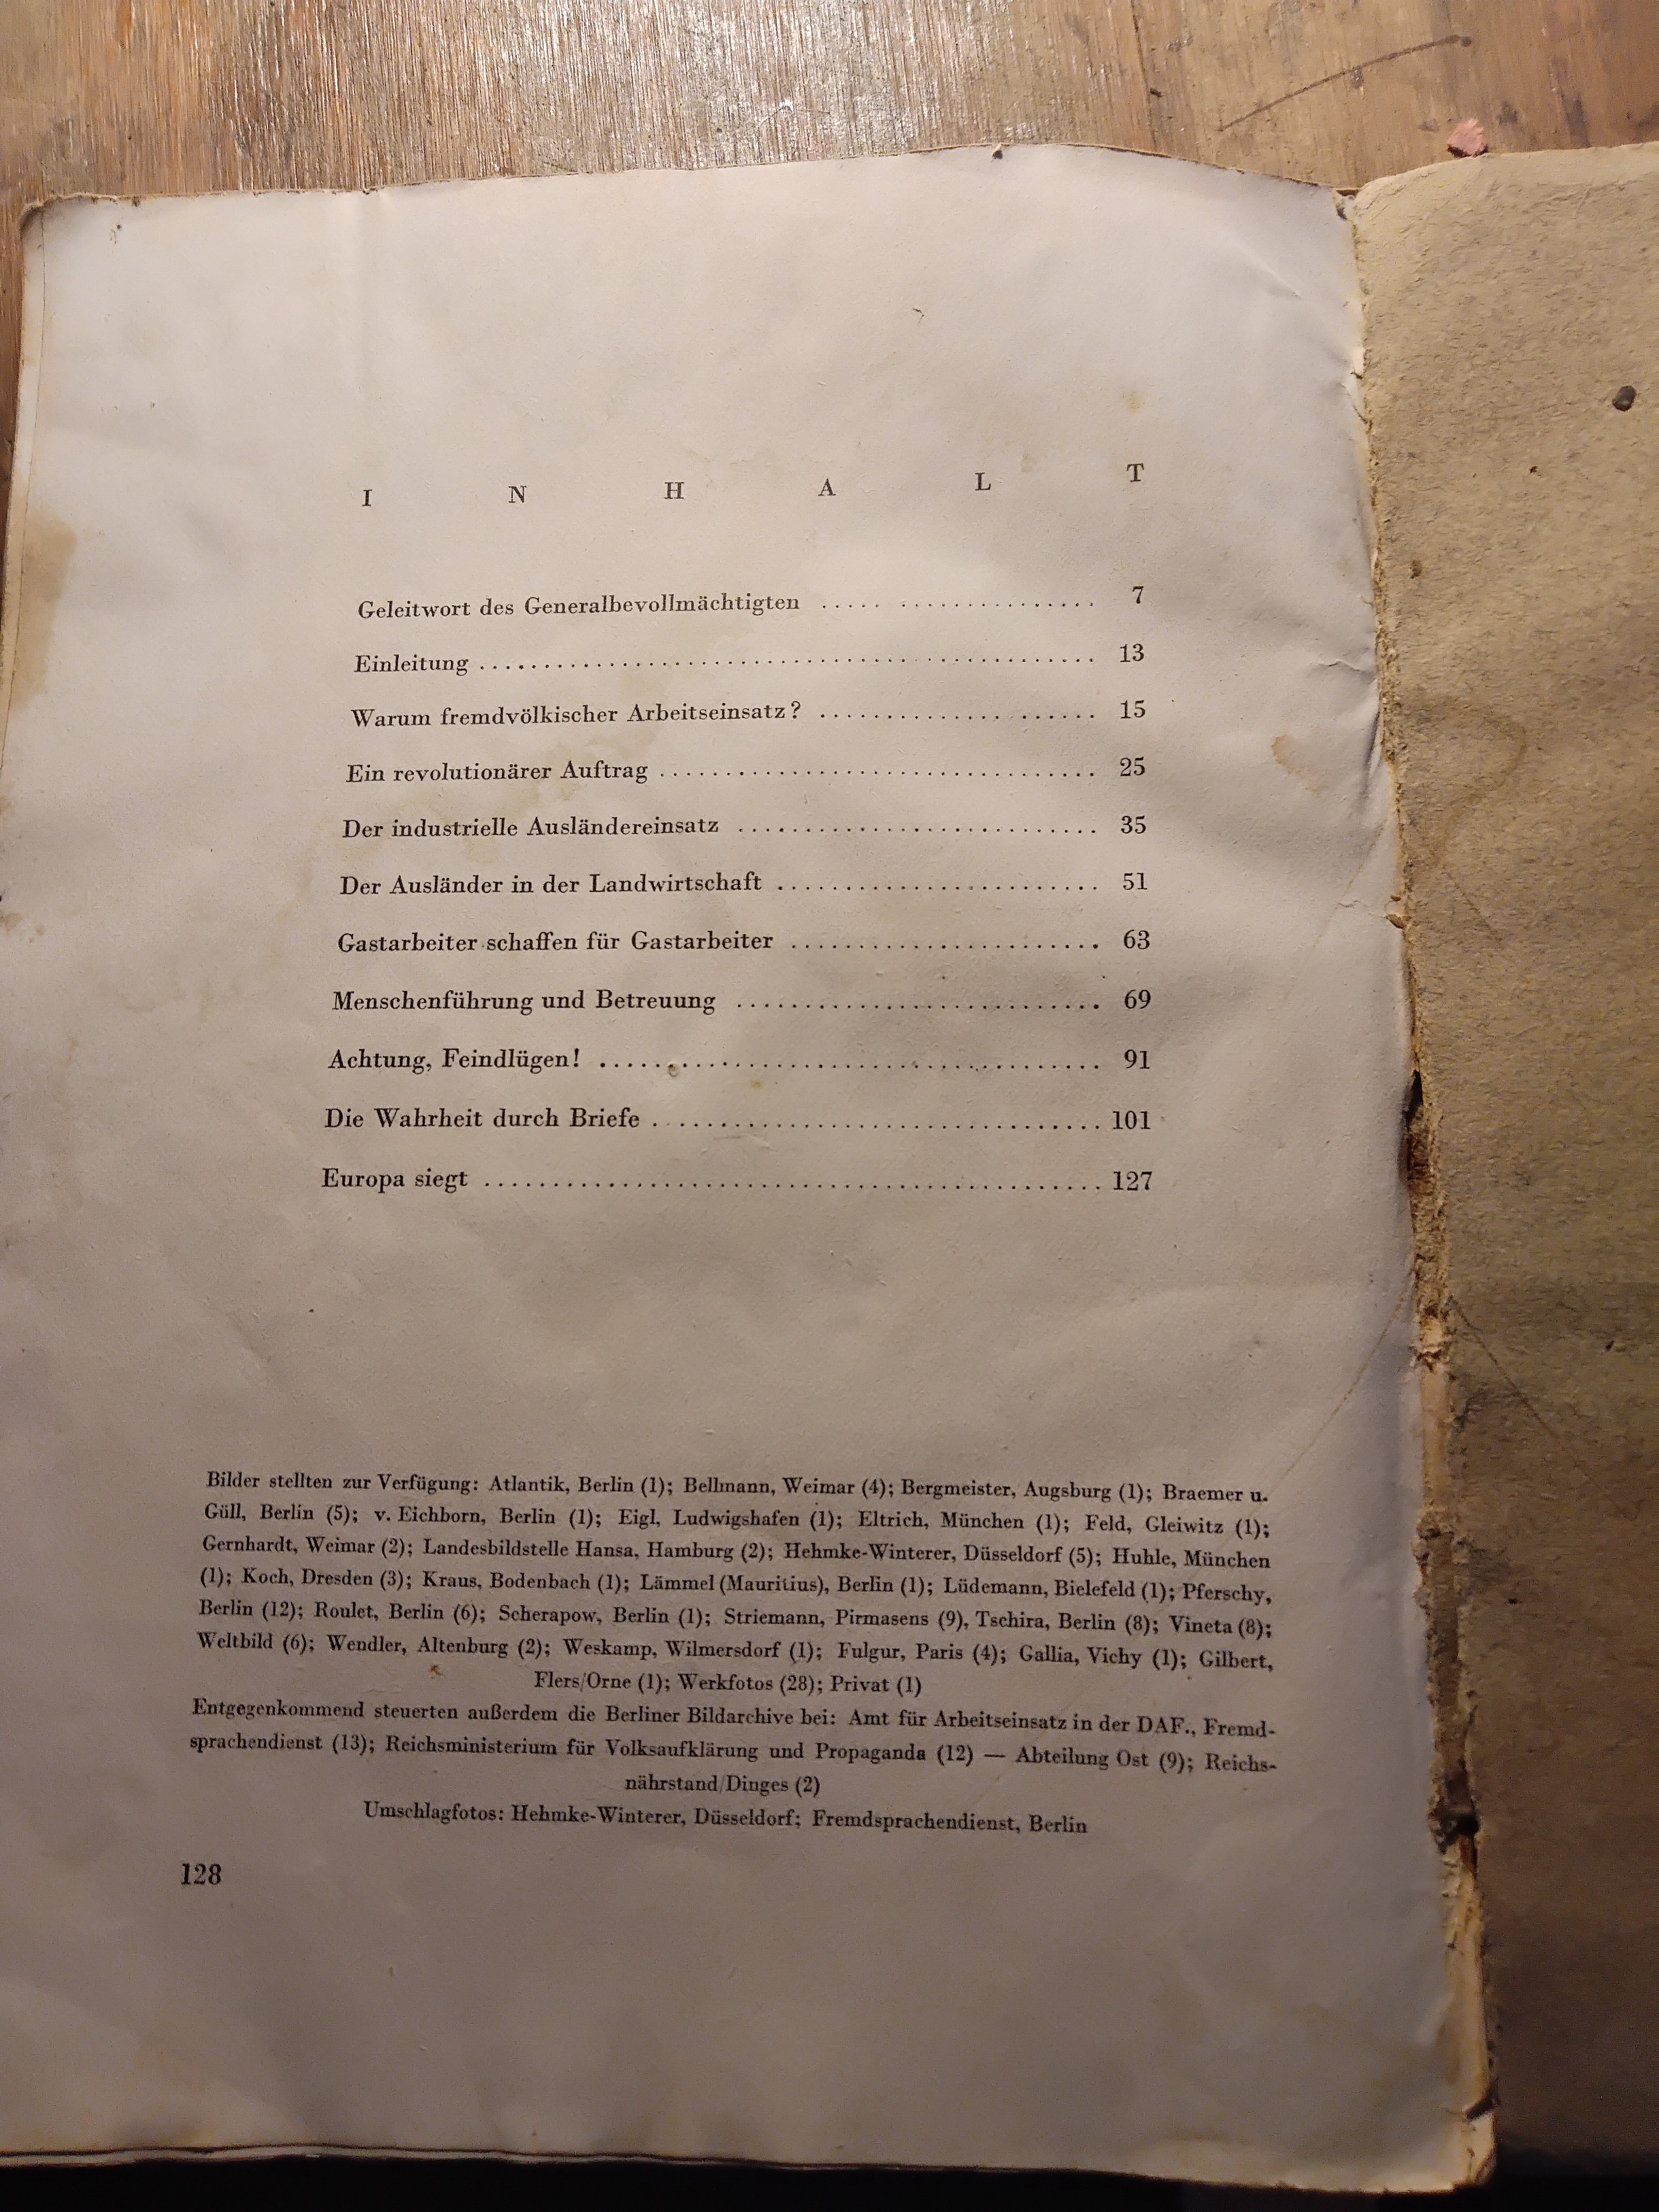 I N H A L T
Geleitwort des Generalbevollmächtigten ..... ............... 7
Einleitung ................................................ 13
Warum fremdvölkischer Arbeitseinsatz? ..................... 15
Ein revolutionärer Auftrag .................................. 25
Der industrielle Ausländereinsatz ............................ 35
Der Ausländer in der Landwirtschaft ......................... 51
Gastarbeiter schaffen für Gastarbeiter ........................ 63
Menschenführung und Betreuung ............................ 69
Achtung, Feindlügen! ....................................... 91
Die Wahrheit durch Briefe .................................. 101
Europa siegt ............................................... 127
Bilder stellten zur Verfügung: Atlantik, Berlin (1); Bellmann, Weimar (4); Bergmeister, Augsburg (1); Braemer u.
Güll, Berlin (5); v. Eichborn, Berlin (1); Eigl, Ludwigshafen (1); Eltrich, München (1); Feld, Gleiwitz (1);
Gernhardt, Weimar (2); Landesbildstelle Hansa, Hamburg (2); Hehmke-Winterer, Düsseldorf (5); Huhle, München
(1); Koch, Dresden (3); Kraus, Bodenbach (1); Lämmel (Mauritius), Berlin (1); Lüdemann, Bielefeld (1); Pferschy,
Berlin (12); Roulet, Berlin (6); Scherapow, Berlin (1); Striemann, Pirmasens (9), Tschira, Berlin (8); Vineta (8);
Weltbild (6); Wendler, Altenburg (2); Weskamp, Wilmersdorf (1); Fulgur, Paris (4); Gallia, Vichy (1); Gilbert,
Flers/Orne (1); Werkfotos (28); Privat (1)
Entgegenkommend steuerten außerdem die Berliner Bildarchive bei: Amt für Arbeitseinsatz in der DAF., Fremd-
sprachendienst (13); Reichsministerium für Volksaufklärung und Propaganda (12) — Abteilung Ost (9); Reichs-
nährstand/Dinges (2)
Umschlagfotos: Hehmke-Winterer, Düsseldorf; Fremdsprachendienst, Berlin
128